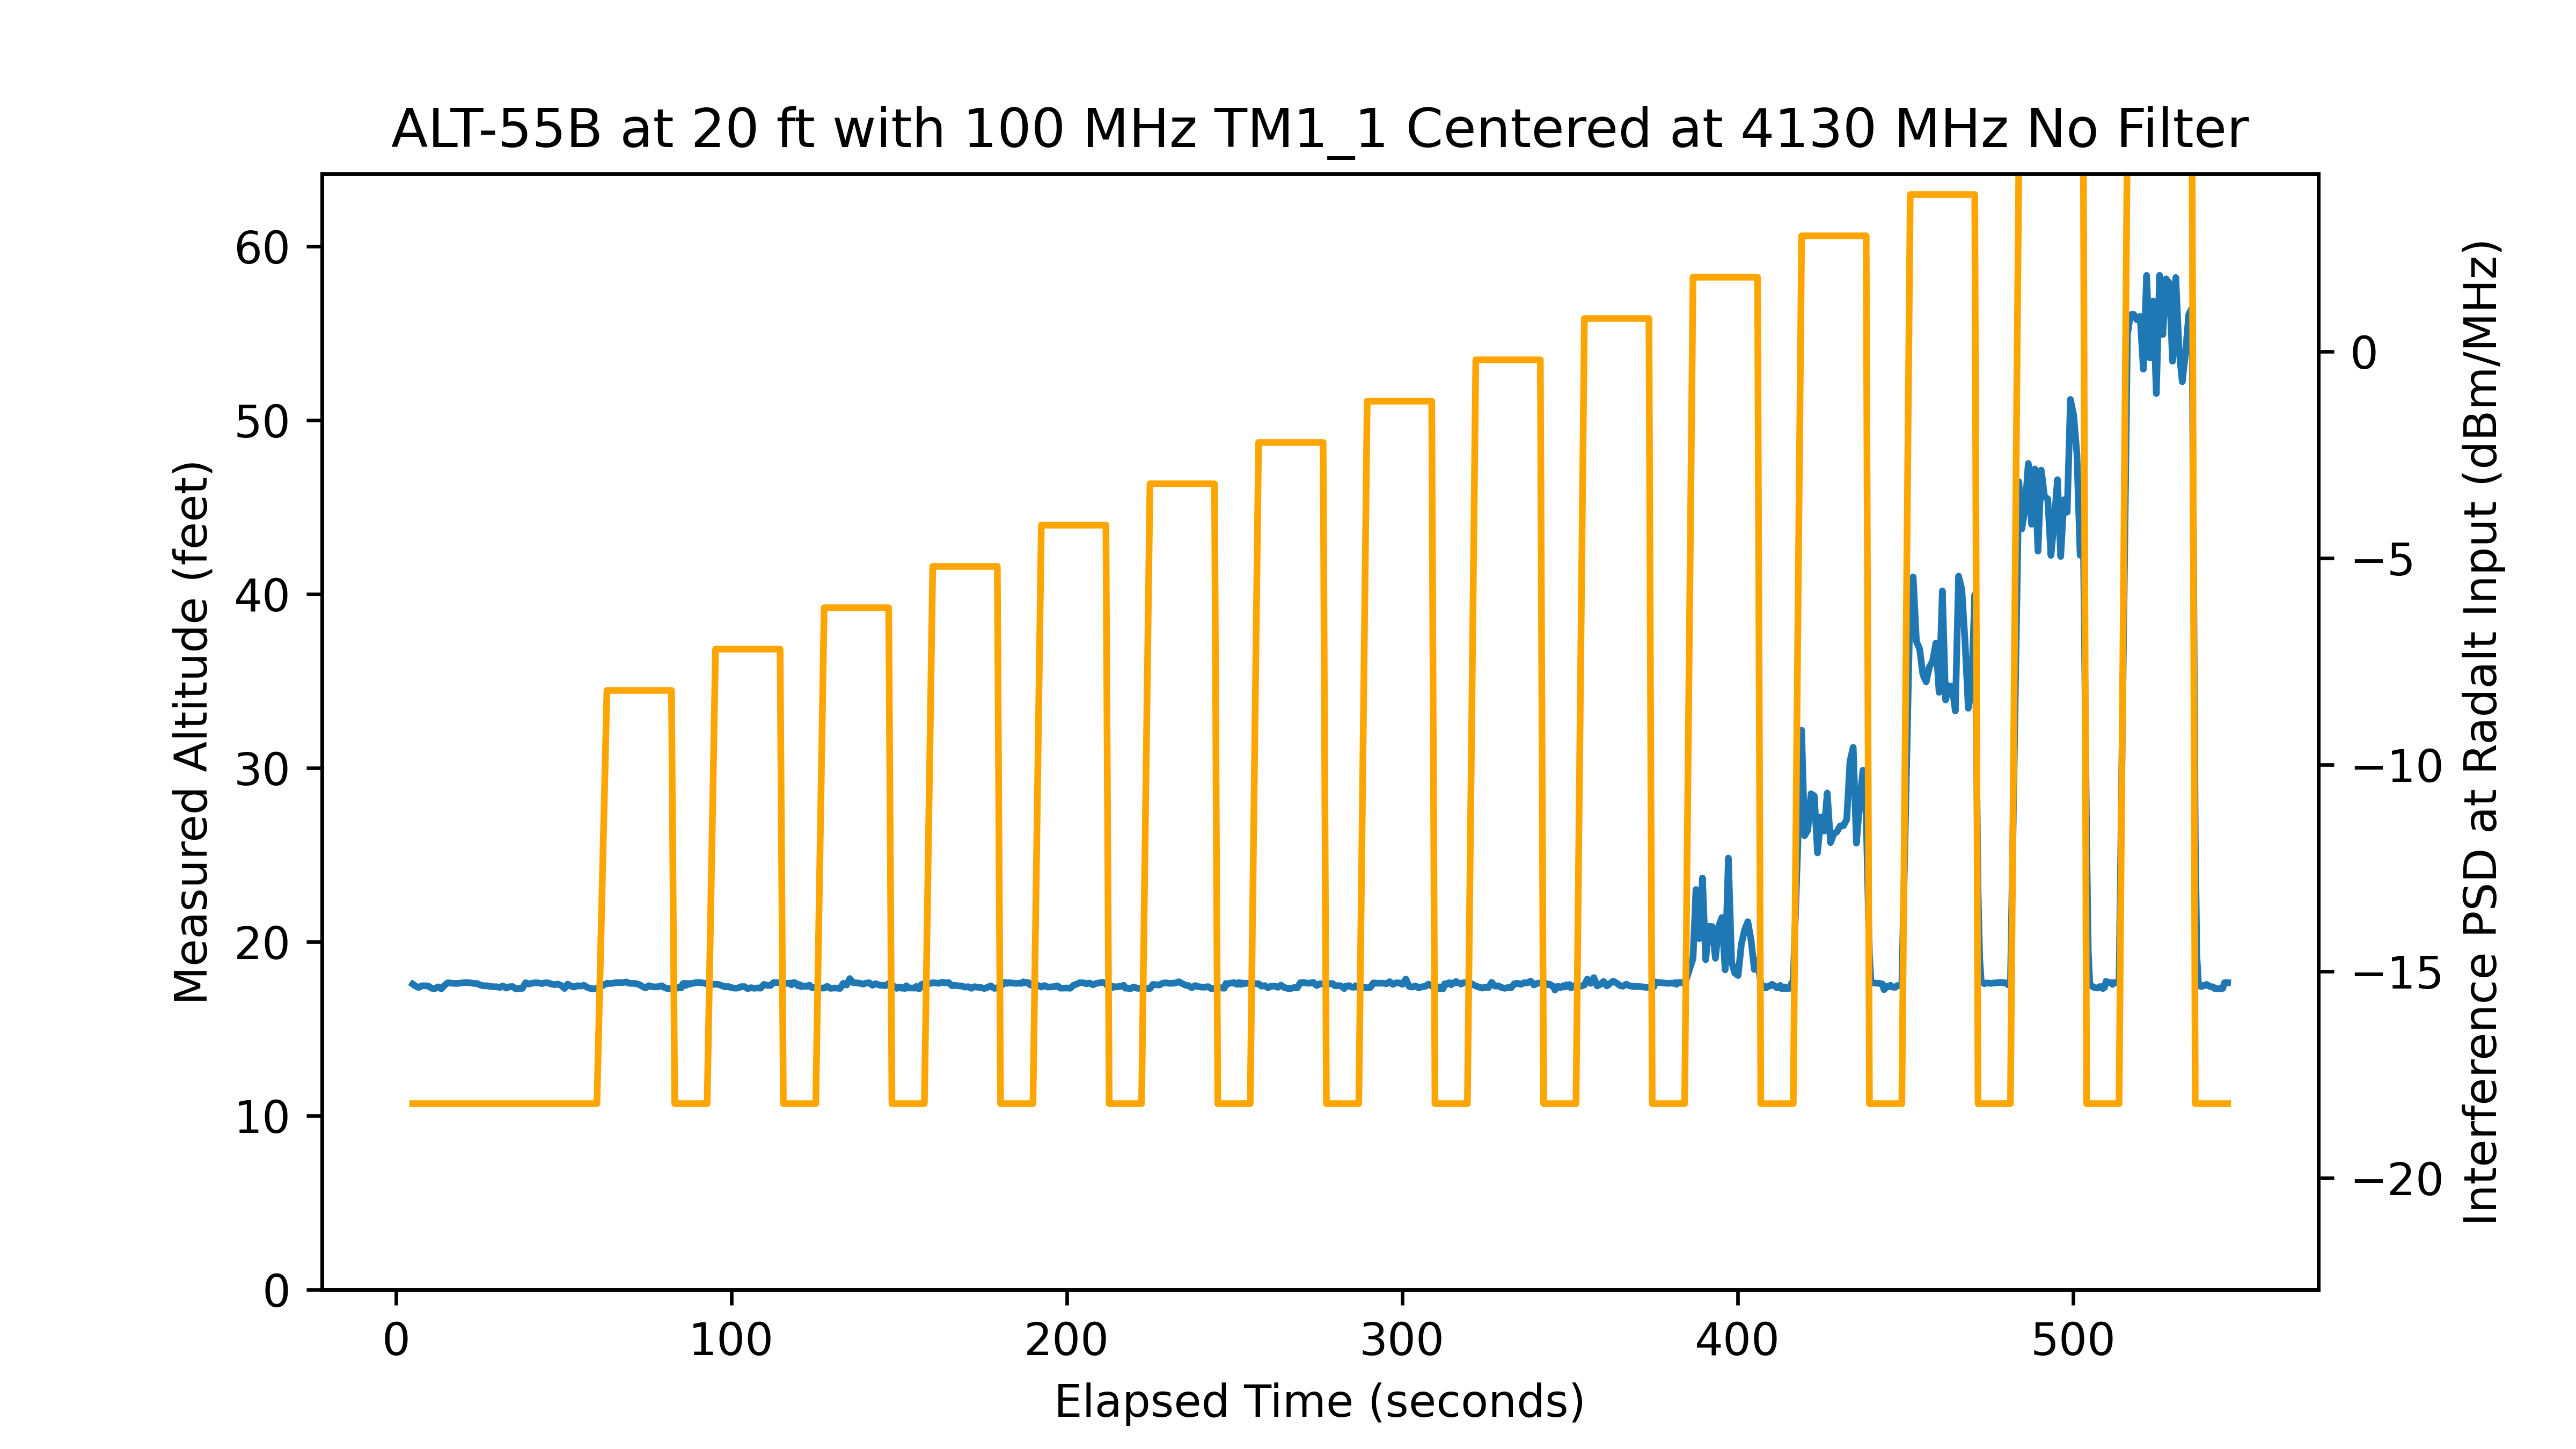 ALT-55B at 20 ft with 100 MHz TM1_1 Centered at 4130 MHz No Filter
Measured Altitude (feet)
60
50
40
30
20
10
0
0 100 200 300 400 500
Elapsed Time (seconds)
0
−5
−10
−15
−20
Interference PSD at Radalt Input (dBm/MHz)